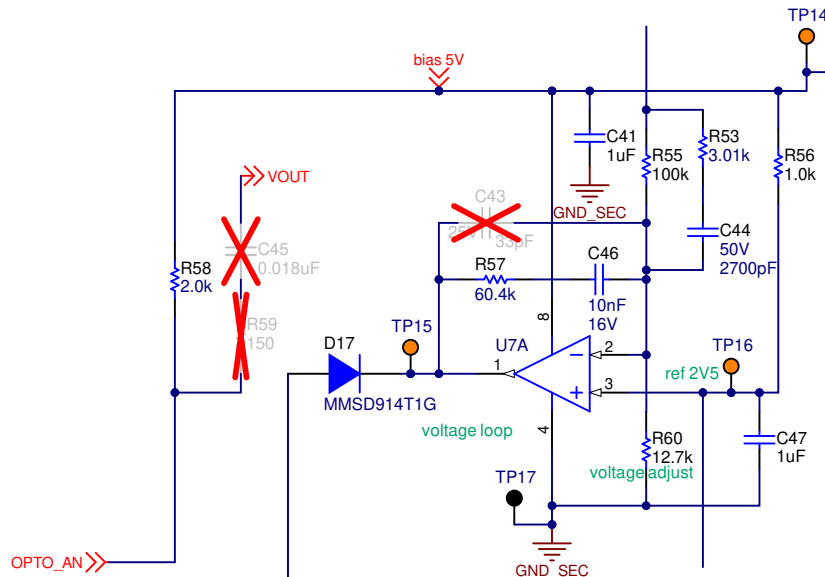 TP14
bias 5V
C41
1uF
R55
100k
R53
3.01k
R56
1.0k
VOUT
C43
25V
33pF
GND_SEC
C45
0.018uF
R58
2.0k
R57
60.4k
C46
10nF
16V
C44
50V
2700pF
R59
150
D17
MMSD914T1G
TP15
U7A
8
1
2
3
4
TP16
ref 2V5
voltage loop
R60
12.7k
voltage adjust
C47
1uF
TP17
OPTO_AN
GND_SEC